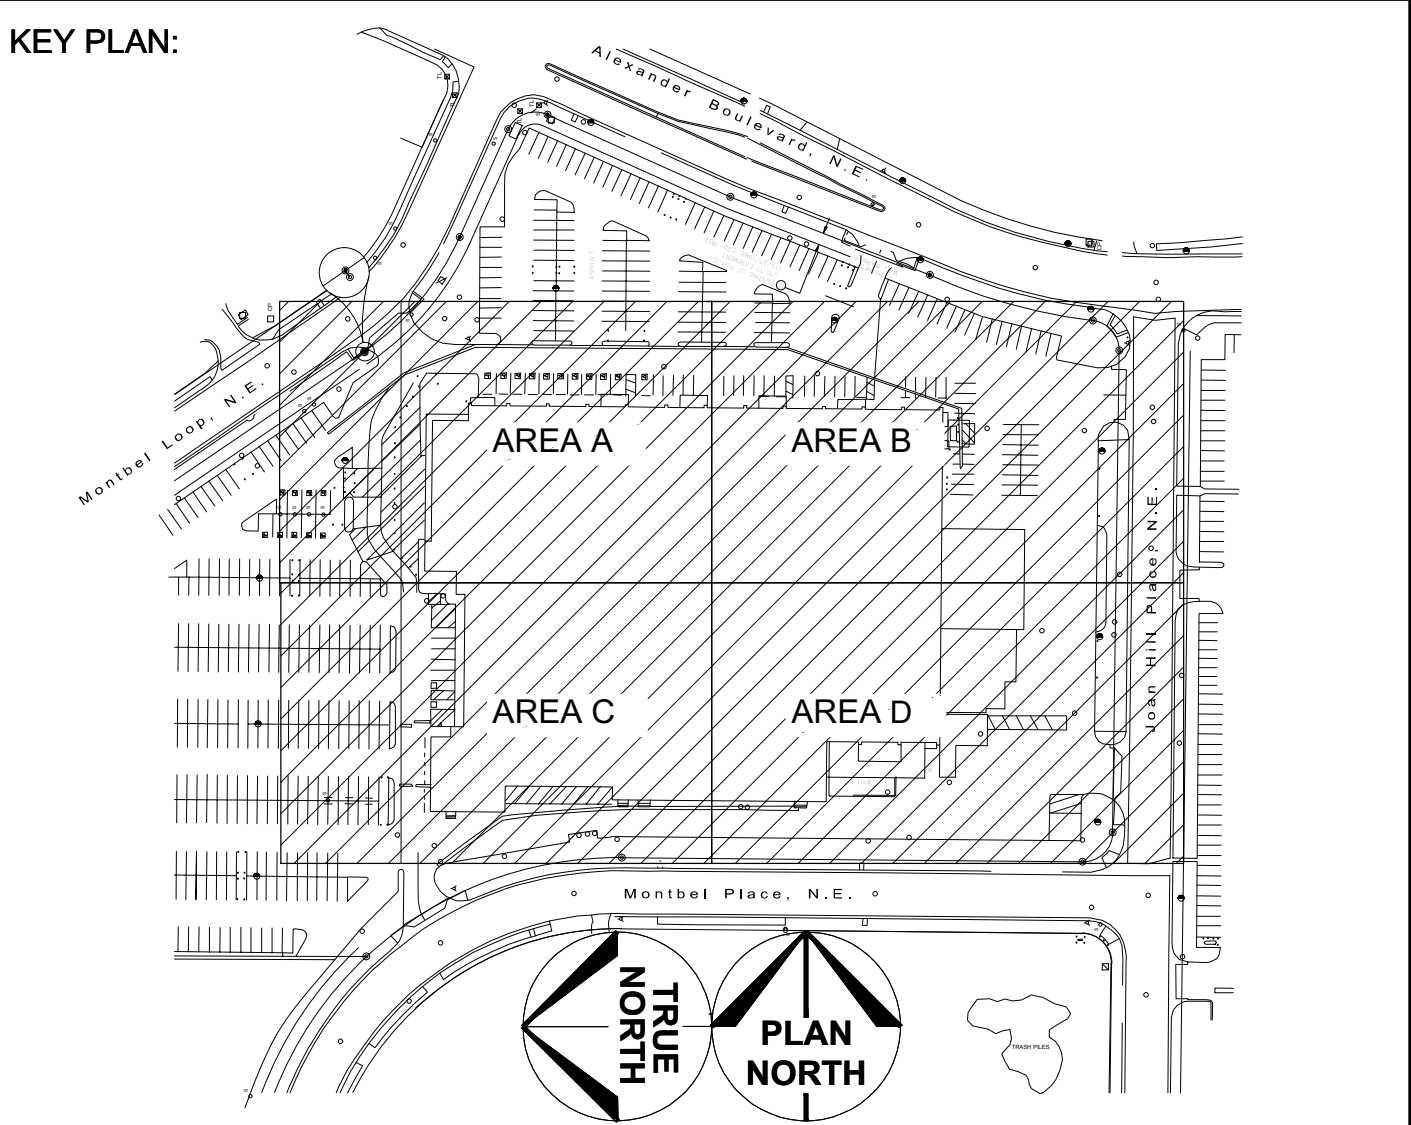 KEY PLAN:
Alexander Boulevard, N.E.
Montbel Loop, N.E.
AREA A
AREA B
Joan Hill Place, N.E.
AREA C
AREA D
Montbel Place, N.E.
TRUE
NORTH
PLAN
NORTH
TRASH PILES